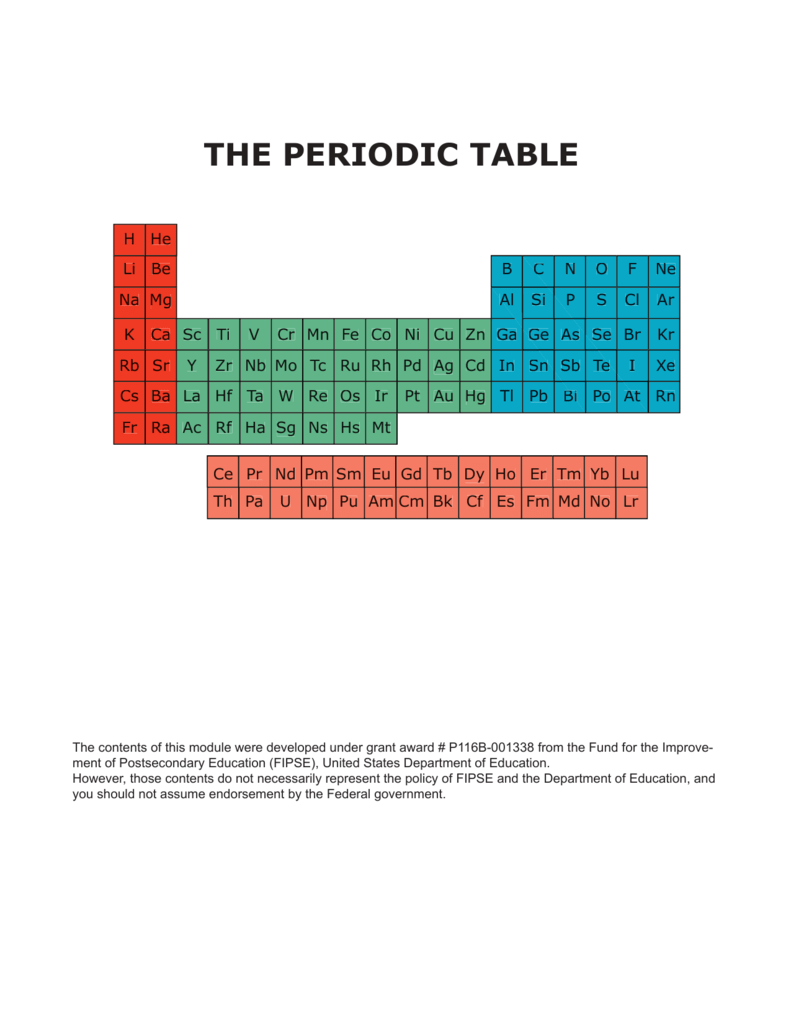 THE PERIODIC TABLE
H He
Li Be B C N O F Ne
Na Mg Al Si P S Cl Ar
K Ca Sc Ti V Cr Mn Fe Co Ni Cu Zn Ga Ge As Se Br Kr
Rb Sr Y Zr Nb Mo Tc Ru Rh Pd Ag Cd In Sn Sb Te I Xe
Cs Ba La Hf Ta W Re Os Ir Pt Au Hg Tl Pb Bi Po At Rn
Fr Ra Ac Rf Ha Sg Ns Hs Mt
Ce Pr Nd Pm Sm Eu Gd Tb Dy Ho Er Tm Yb Lu
Th Pa U Np Pu Am Cm Bk Cf Es Fm Md No Lr
The contents of this module were developed under grant award # P116B-001338 from the Fund for the Improve-
ment of Postsecondary Education (FIPSE), United States Department of Education.
However, those contents do not necessarily represent the policy of FIPSE and the Department of Education, and
you should not assume endorsement by the Federal government.